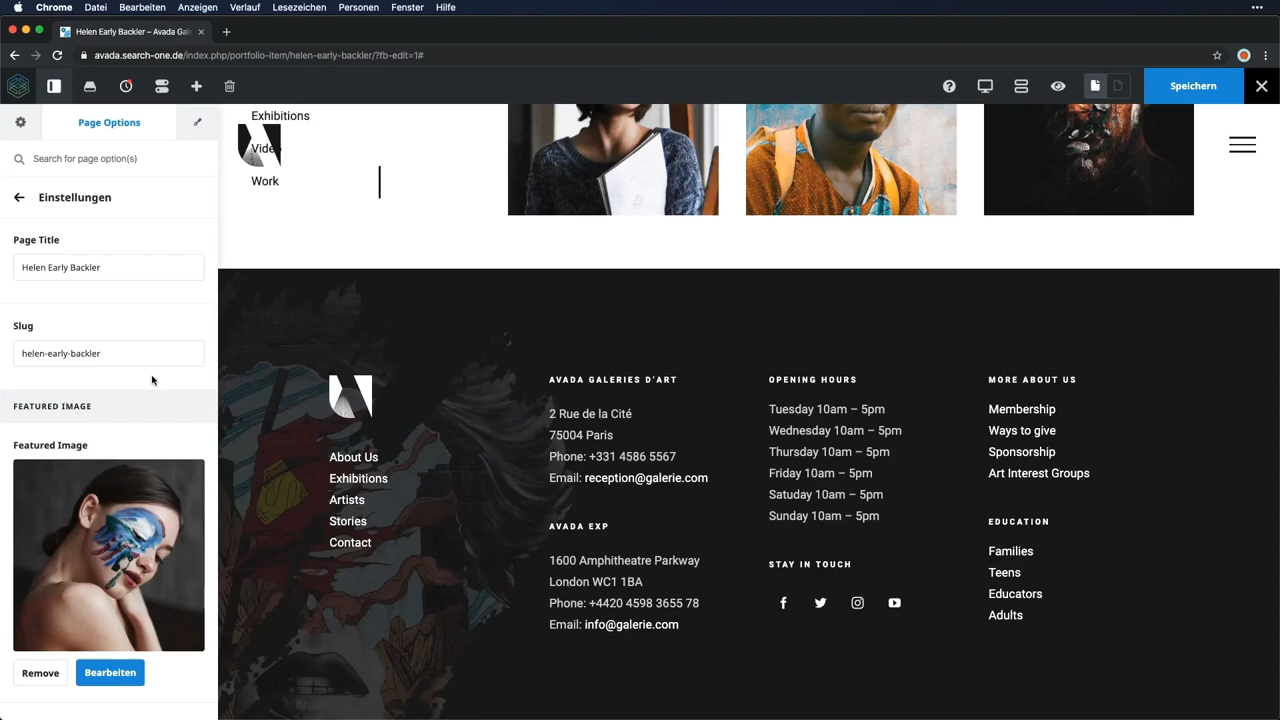 Chrome Datei Bearbeiten Anzeigen Verlauf Lesezeichen Personen Fenster Hilfe
Helen Early Backler – Avada Gale
avada.search-one.de/index.php/portfolio-item/helen-early-backler/?fb-edit=1#
Speichern
Page Options
Search for page option(s)
Einstellungen
Page Title
Helen Early Backler
Slug
helen-early-backler
FEATURED IMAGE
Featured Image
Remove
Bearbeiten
Exhibitions
Video
Work
About Us
Exhibitions
Artists
Stories
Contact
AVADA GALERIES D'ART
2 Rue de la Cité
75004 Paris
Phone: +331 4586 5567
Email: reception@galerie.com
AVADA EXP
1600 Amphitheatre Parkway
London WC1 1BA
Phone: +4420 4598 3655 78
Email: info@galerie.com
OPENING HOURS
Tuesday 10am – 5pm
Wednesday 10am – 5pm
Thursday 10am – 5pm
Friday 10am – 5pm
Satuday 10am – 5pm
Sunday 10am – 5pm
STAY IN TOUCH
MORE ABOUT US
Membership
Ways to give
Sponsorship
Art Interest Groups
EDUCATION
Families
Teens
Educators
Adults